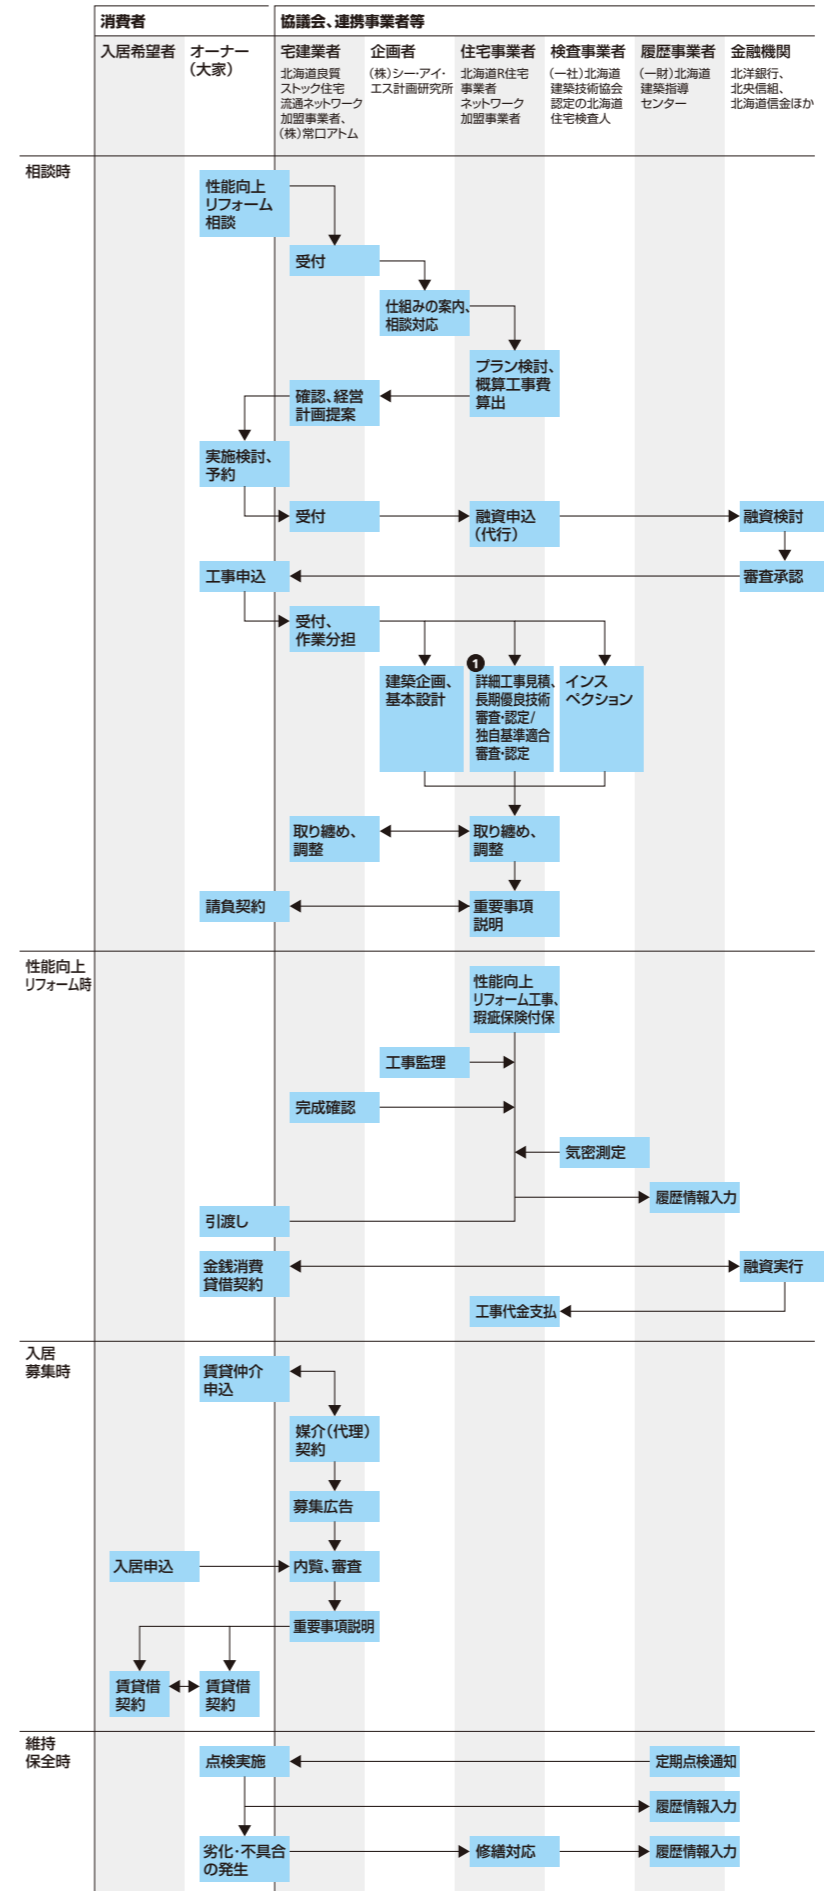 消費者
協議会、連携事業者等
入居希望者
オーナー
（大家）
宅建業者
北海道良質
ストック住宅
流通ネットワーク
加盟事業者、
（株）常口アトム
企画者
（株）シー・アイ・
エス計画研究所
住宅事業者
北海道R住宅
事業者
ネットワーク
加盟事業者
検査事業者
（一社）北海道
建築技術協会
認定の北海道
住宅検査人
履歴事業者
（一財）北海道
建築指導
センター
金融機関
北洋銀行、
北央信組、
北海道信金ほか
相談時
性能向上
リフォーム
相談
受付
仕組みの案内、
相談対応
プラン検討、
概算工事費
算出
確認、経営
計画提案
実施検討、
予約
受付
融資申込
（代行）
融資検討
工事申込
審査承認
受付、
作業分担
建築企画、
基本設計
1
詳細工事見積、
長期優良技術
審査・認定/
独自基準適合
審査・認定
インス
ペクション
取り纏め、
調整
取り纏め、
調整
請負契約
重要事項
説明
性能向上
リフォーム時
性能向上
リフォーム工事、
瑕疵保険付保
工事監理
完成確認
気密測定
履歴情報入力
引渡し
金銭消費
貸借契約
融資実行
工事代金支払
入居
募集時
賃貸仲介
申込
媒介（代理）
契約
募集広告
入居申込
内覧、審査
重要事項説明
賃貸借
契約
賃貸借
契約
維持
保全時
点検実施
定期点検通知
履歴情報入力
劣化・不具合
の発生
修繕対応
履歴情報入力